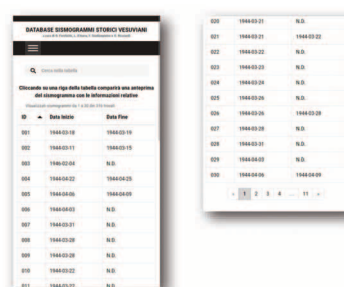 DATABASE SISMOGRAMMI STORICI VESUVIANI
cerca nella tabella
Cliccando su una riga della tabella comparirà una anteprima
del sismogramma con le informazioni relative
ID Data Inizio Data Fine
001 1944-03-18 1944-03-19
002 1944-03-11 1944-03-15
003 1946-02-04 N.D.
004 1944-04-22 1944-04-25
005 1944-04-06 1944-04-09
006 1944-04-03 N.D.
007 1944-03-31 N.D.
008 1944-03-28 N.D.
009 1944-03-28 N.D.
010 1944-03-22 N.D.
011 1944-03-22 N.D.
020 1944-03-21 N.D.
021 1944-03-21 1944-03-22
022 1944-03-22 N.D.
023 1944-03-23 N.D.
024 1944-03-24 N.D.
025 1944-03-26 N.D.
026 1944-03-26 1944-03-28
027 1944-03-28 N.D.
028 1944-03-31 N.D.
029 1944-04-03 N.D.
030 1944-04-06 1944-04-09
« 1 2 3 4 ... 11 »